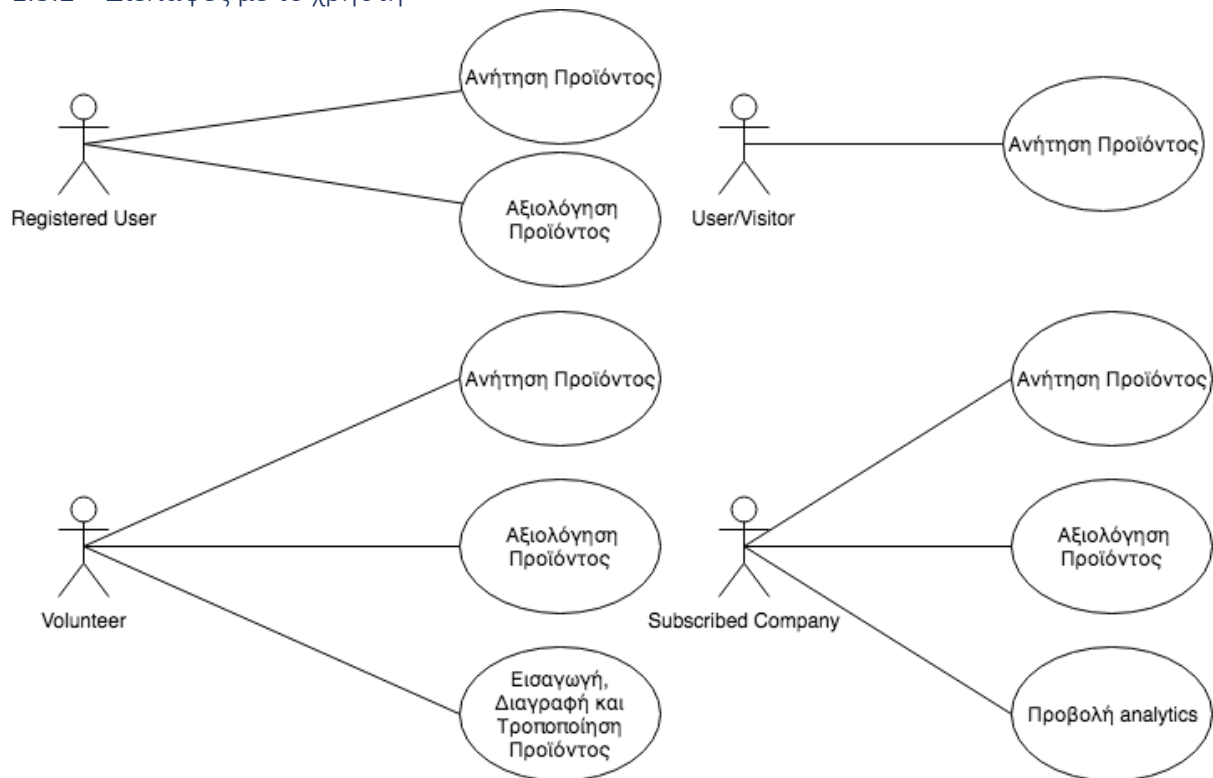 Ανήτηση Προϊόντος
Αξιολόγηση
Προϊόντος
Registered User
Ανήτηση Προϊόντος
User/Visitor
Ανήτηση Προϊόντος
Αξιολόγηση
Προϊόντος
Εισαγωγή,
Διαγραφή και
Τροποποίηση
Προϊόντος
Volunteer
Ανήτηση Προϊόντος
Αξιολόγηση
Προϊόντος
Προβολή analytics
Subscribed Company